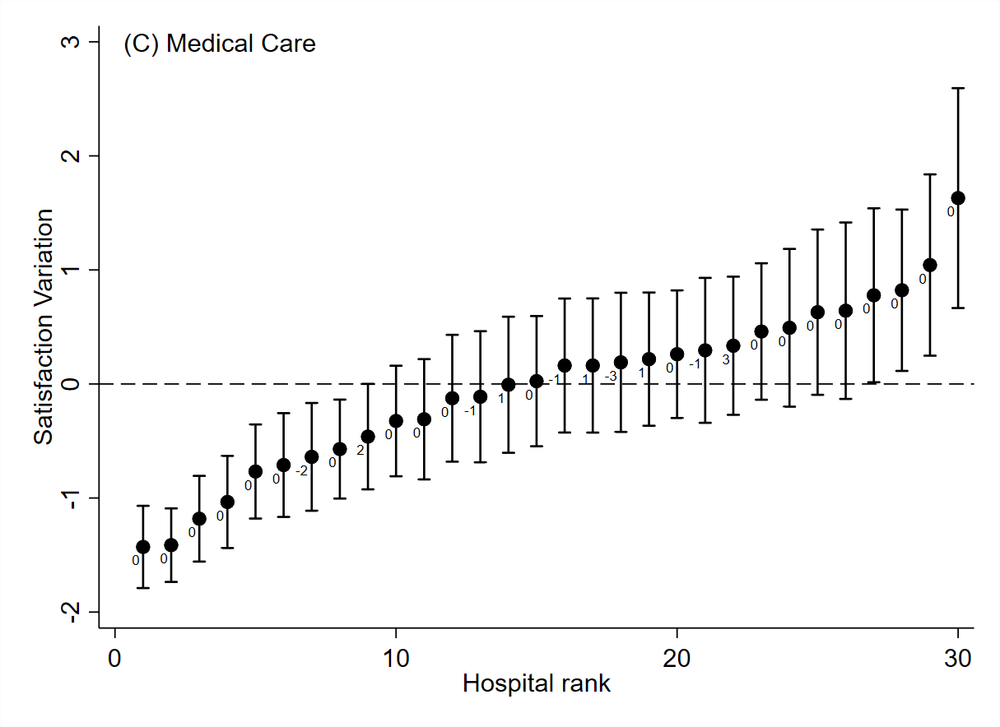 (C) Medical Care
Satisfaction Variation
3
2
1
0
-1
-2
0 0 0 0 0 0 -2 0 2 0 0 0 -1 1 0 -1 1 -3 1 0 -1 3 0 0 0 0 0 0 0 0
0 10 20 30
Hospital rank